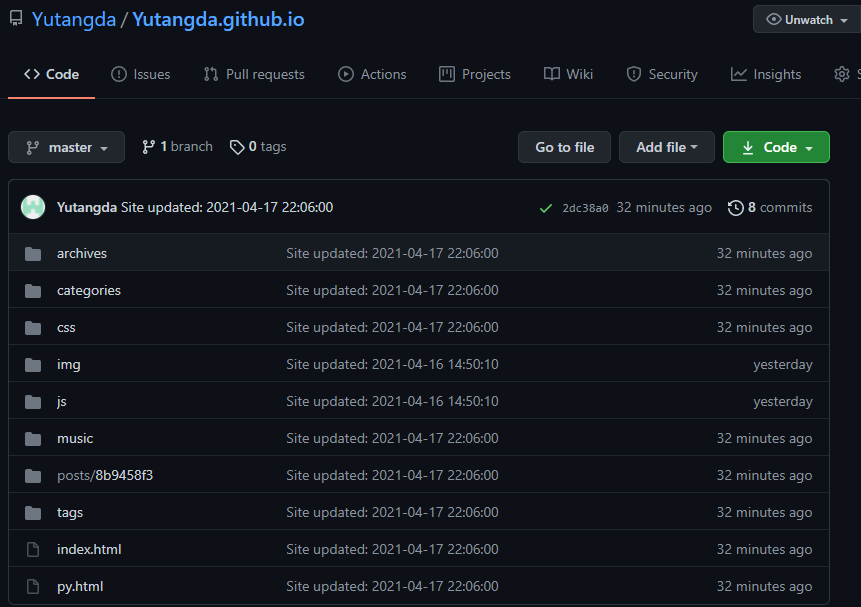 Yutangda / Yutangda.github.io Unwatch
Code Issues Pull requests Actions Projects Wiki Security Insights S
master 1 branch 0 tags Go to file Add file Code
Yutangda Site updated: 2021-04-17 22:06:00 2dc38a0 32 minutes ago 8 commits
archives Site updated: 2021-04-17 22:06:00 32 minutes ago
categories Site updated: 2021-04-17 22:06:00 32 minutes ago
css Site updated: 2021-04-17 22:06:00 32 minutes ago
img Site updated: 2021-04-16 14:50:10 yesterday
js Site updated: 2021-04-16 14:50:10 yesterday
music Site updated: 2021-04-17 22:06:00 32 minutes ago
posts/8b9458f3 Site updated: 2021-04-17 22:06:00 32 minutes ago
tags Site updated: 2021-04-17 22:06:00 32 minutes ago
index.html Site updated: 2021-04-17 22:06:00 32 minutes ago
py.html Site updated: 2021-04-17 22:06:00 32 minutes ago